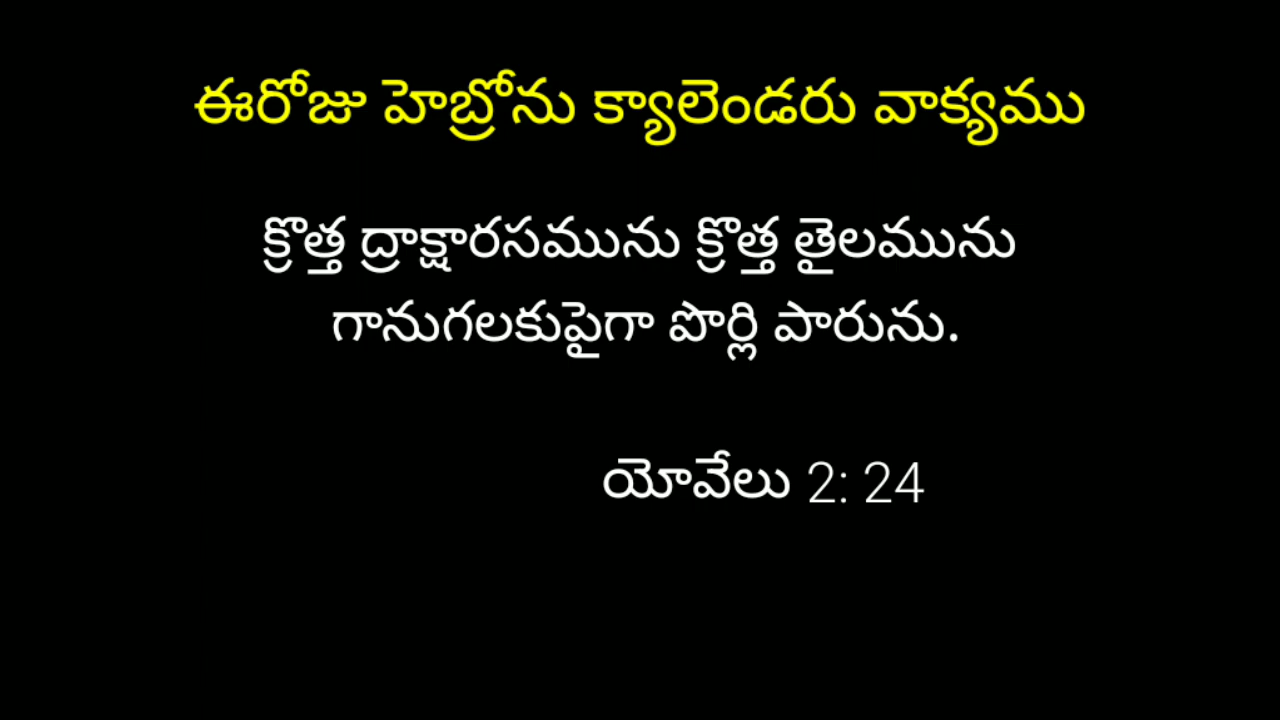 ఈరోజు హెబ్రోను క్యాలెండరు వాక్యము
క్రొత్త ద్రాక్షారసమును క్రొత్త తైలమును
గానుగలకుపైగా పొర్లి పారును.
యోవేలు 2: 24